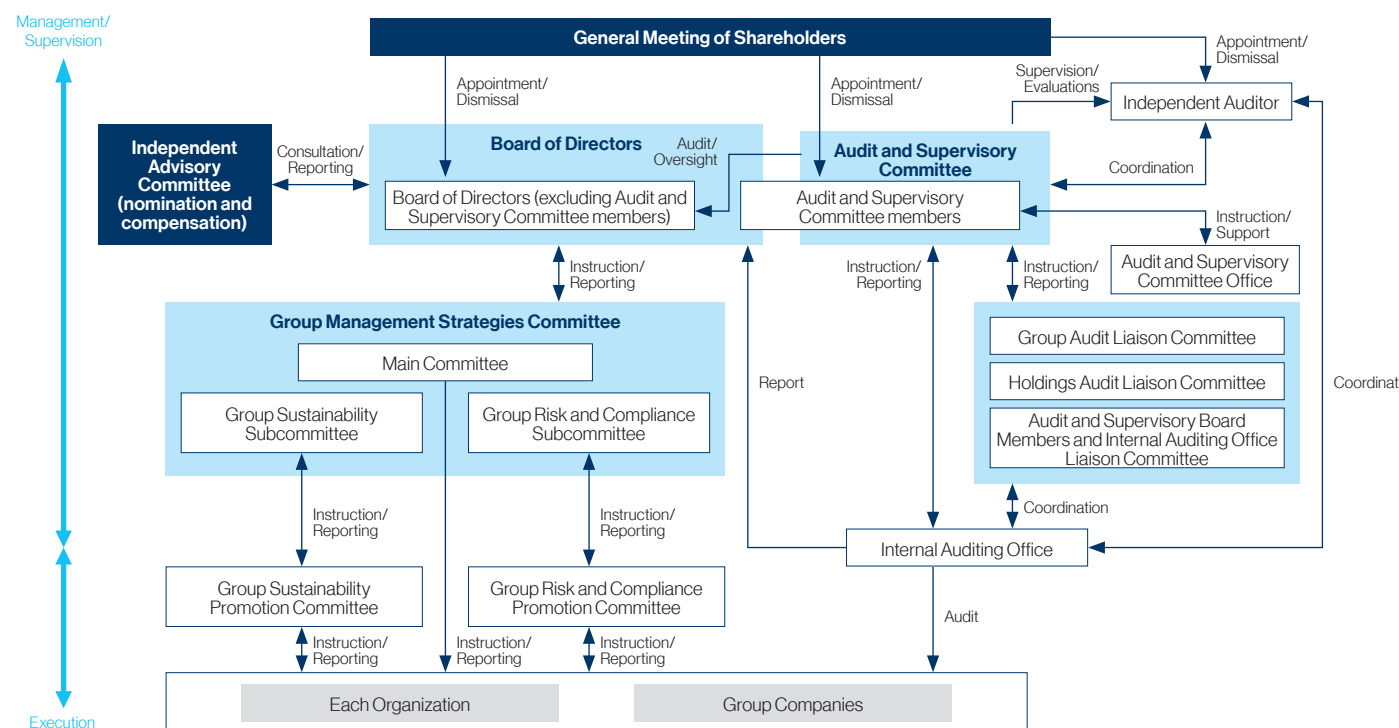 Management/
Supervision
General Meeting of Shareholders
Appointment/
Dismissal
Appointment/
Dismissal
Appointment/
Dismissal
Supervision/
Evaluations
Independent Auditor
Independent
Advisory
Committee
(nomination and
compensation)
Consultation/
Reporting
Board of Directors
Audit/
Oversight
Audit and Supervisory
Committee
Coordination
Board of Directors (excluding Audit and
Supervisory Committee members)
Audit and Supervisory
Committee members
Instruction/
Support
Audit and Supervisory
Committee Office
Instruction/
Reporting
Instruction/
Reporting
Instruction/
Reporting
Group Management Strategies Committee
Main Committee
Group Sustainability
Subcommittee
Group Risk and Compliance
Subcommittee
Report
Group Audit Liaison Committee
Holdings Audit Liaison Committee
Audit and Supervisory Board
Members and Internal Auditing Office
Liaison Committee
Coordinat
Instruction/
Reporting
Instruction/
Reporting
Coordination
Internal Auditing Office
Group Sustainability
Promotion Committee
Group Risk and Compliance
Promotion Committee
Audit
Instruction/
Reporting
Instruction/
Reporting
Instruction/
Reporting
Each Organization
Group Companies
Execution